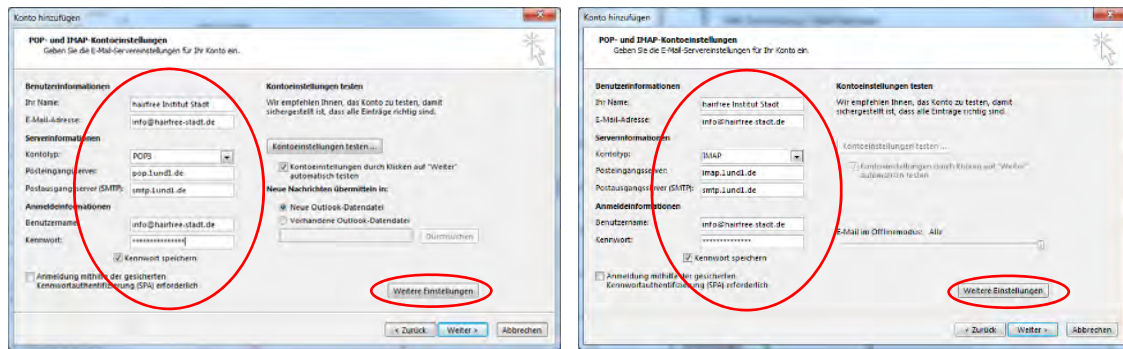 Konto hinzufügen
POP- und IMAP-Kontoeinstellungen
Geben Sie die E-Mail-Servereinstellungen für Ihr Konto ein.
Benutzerinformationen
Ihr Name: hairfree Institut Stadt
E-Mail-Adresse: info@hairfree-stadt.de
Serverinformationen
Kontotyp: POP3
Posteingangsserver: pop.1und1.de
Postausgangsserver (SMTP): smtp.1und1.de
Anmeldeinformationen
Benutzername: info@hairfree-stadt.de
Kennwort: ***************
Kennwort speichern
Anmeldung mithilfe der gesicherten
Kennwortauthentifizierung (SPA) erforderlich
Kontoeinstellungen testen
Wir empfehlen Ihnen, das Konto zu testen, damit
sichergestellt ist, dass alle Einträge richtig sind.
Kontoeinstellungen testen ...
Kontoeinstellungen durch Klicken auf "Weiter"
automatisch testen
Neue Nachrichten übermitteln in:
Neue Outlook-Datendatei
Vorhandene Outlook-Datendatei
Durchsuchen
Weitere Einstellungen
< Zurück Weiter > Abbrechen
Konto hinzufügen
POP- und IMAP-Kontoeinstellungen
Geben Sie die E-Mail-Servereinstellungen für Ihr Konto ein.
Benutzerinformationen
Ihr Name: hairfree Institut Stadt
E-Mail-Adresse: info@hairfree-stadt.de
Serverinformationen
Kontotyp: IMAP
Posteingangsserver: imap.1und1.de
Postausgangsserver (SMTP): smtp.1und1.de
Anmeldeinformationen
Benutzername: info@hairfree-stadt.de
Kennwort: **************
Kennwort speichern
Anmeldung mithilfe der gesicherten
Kennwortauthentifizierung (SPA) erforderlich
Kontoeinstellungen testen
Wir empfehlen Ihnen, das Konto zu testen, damit
sichergestellt ist, dass alle Einträge richtig sind.
Kontoeinstellungen testen ...
Kontoeinstellungen durch Klicken auf "Weiter"
automatisch testen
E-Mail im Offlinemodus: Alle
Weitere Einstellungen
< Zurück Weiter > Abbrechen